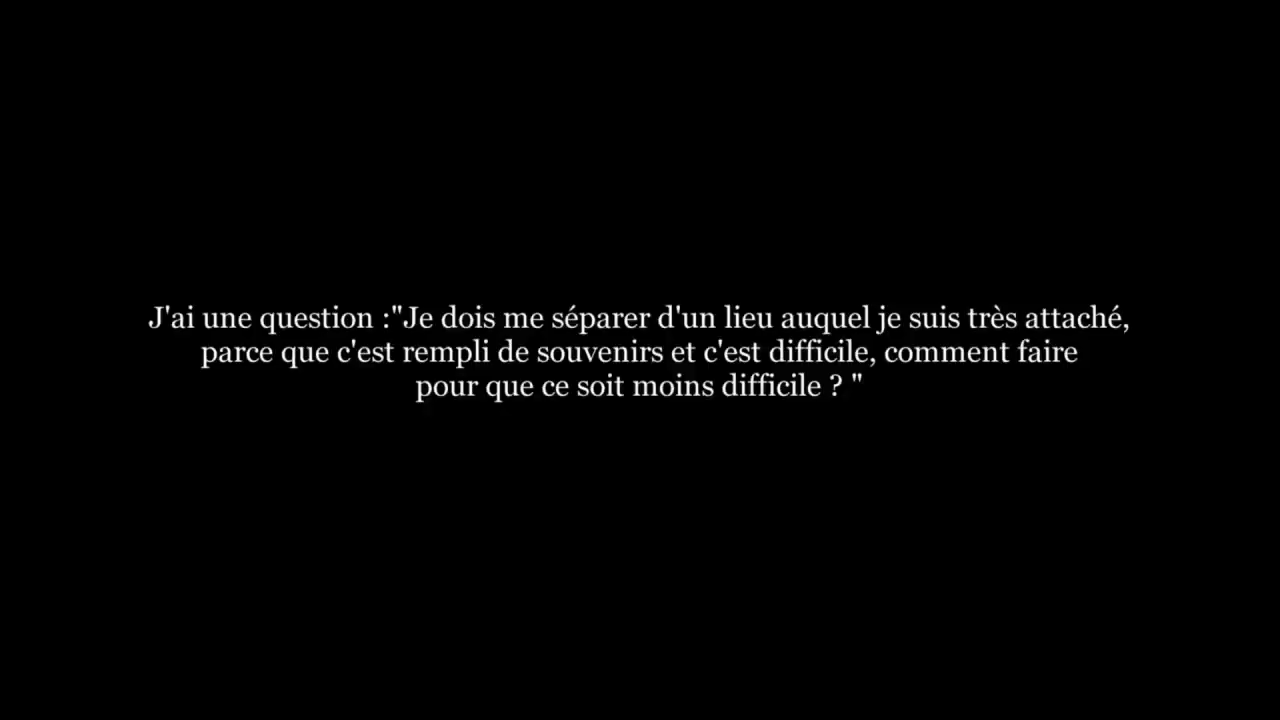 J'ai une question :"Je dois me séparer d'un lieu auquel je suis très attaché,
parce que c'est rempli de souvenirs et c'est difficile, comment faire
pour que ce soit moins difficile ? "